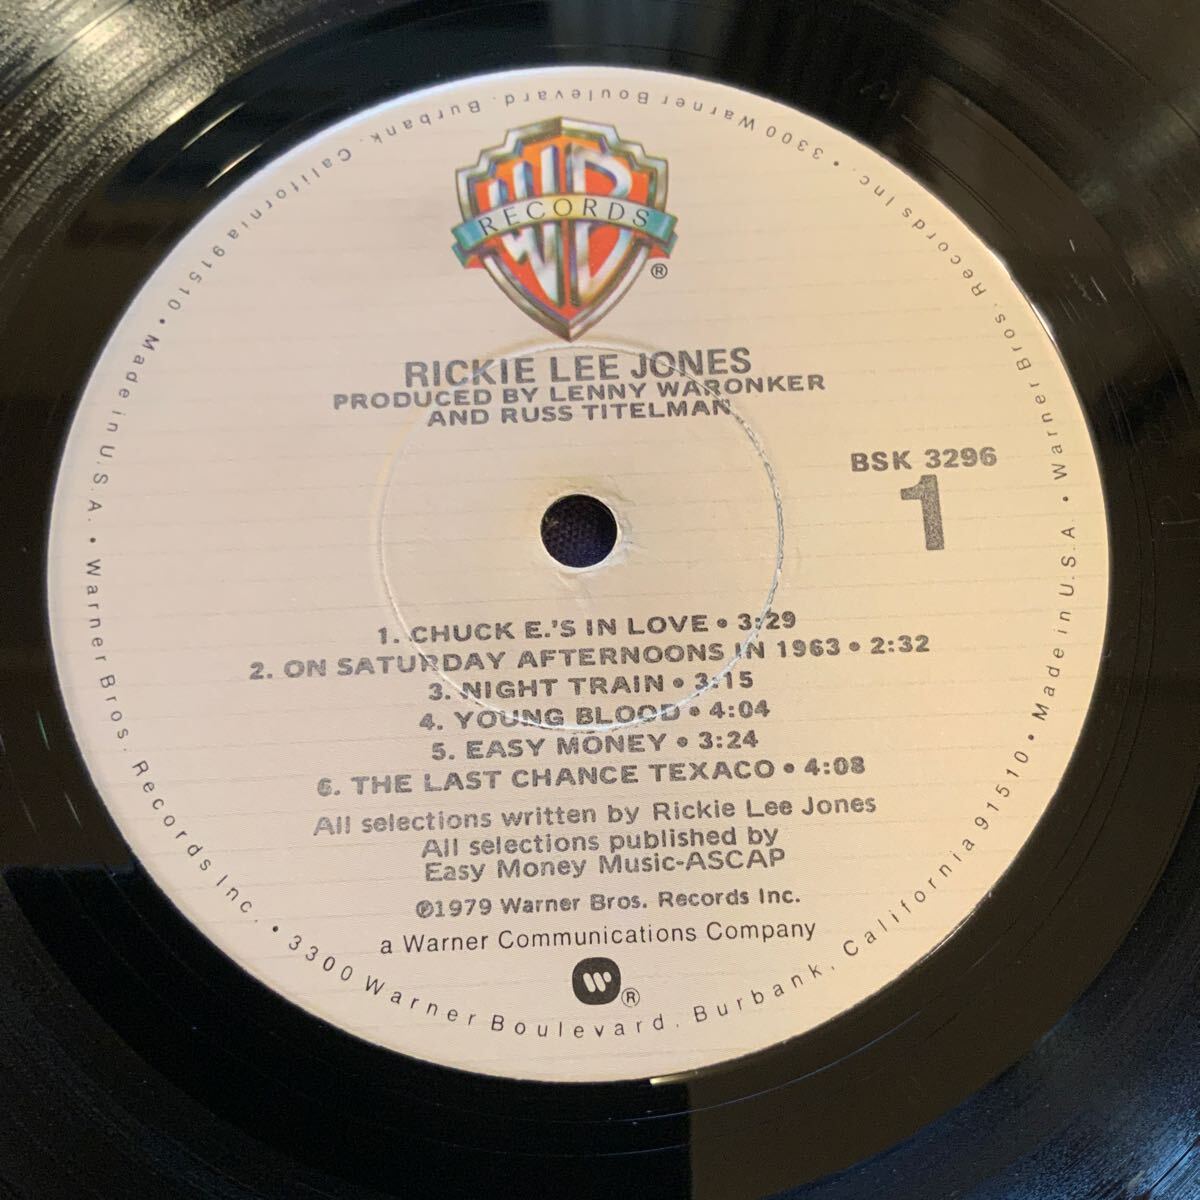 WB
RECORDS
®
RICKIE LEE JONES
PRODUCED BY LENNY WARONKER
AND RUSS TITELMAN
BSK 3296
1
1. CHUCK E.'S IN LOVE • 3:29
2. ON SATURDAY AFTERNOONS IN 1963 • 2:32
3. NIGHT TRAIN • 3:15
4. YOUNG BLOOD • 4:04
5. EASY MONEY • 3:24
6. THE LAST CHANCE TEXACO • 4:08
All selections written by Rickie Lee Jones
All selections published by
Easy Money Music-ASCAP
℗1979 Warner Bros. Records Inc.
a Warner Communications Company
®
Warner Bros. Records Inc. • 3300 Warner Boulevard, Burbank, California 91510 • Made in U.S.A. • Warner Bros. Records Inc. • 3300 Warner Boulevard, Burbank, California 91510 • Made in U.S.A. •